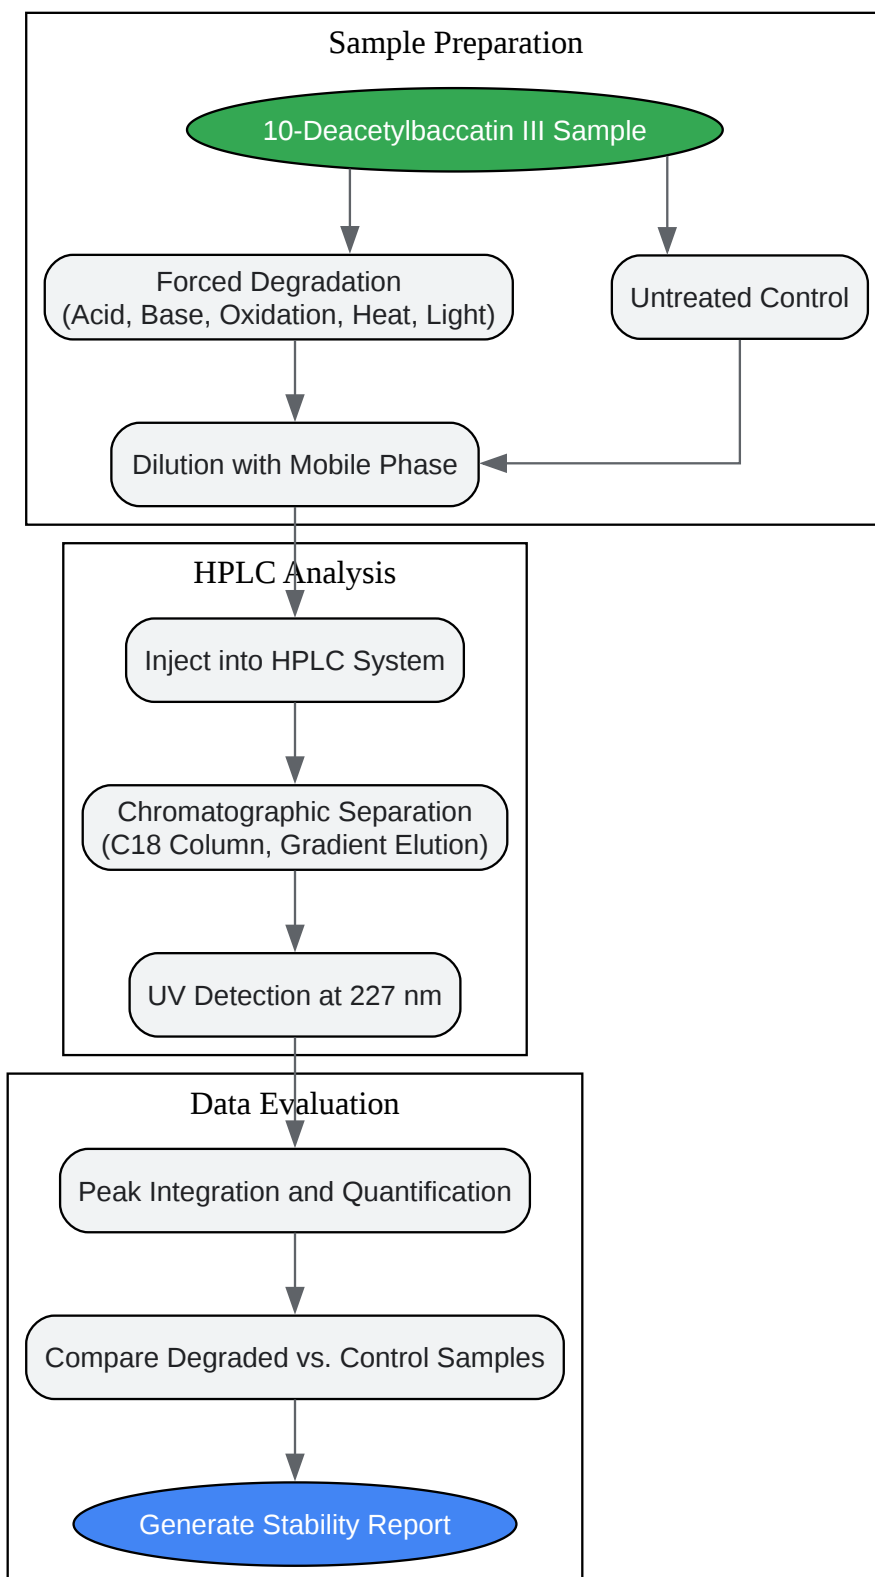 Sample Preparation
10-Deacetylbaccatin III Sample
Forced Degradation
(Acid, Base, Oxidation, Heat, Light)
Untreated Control
Dilution with Mobile Phase
HPLC Analysis
Inject into HPLC System
Chromatographic Separation
(C18 Column, Gradient Elution)
UV Detection at 227 nm
Data Evaluation
Peak Integration and Quantification
Compare Degraded vs. Control Samples
Generate Stability Report